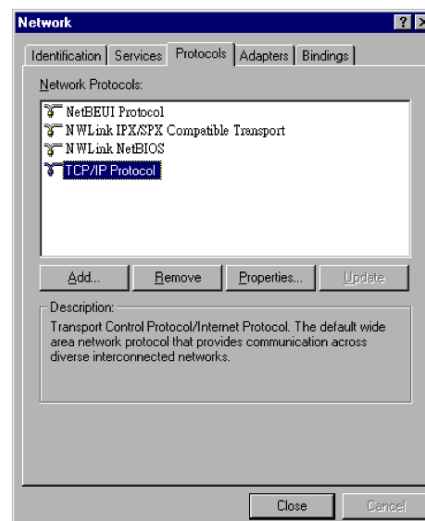 Network
Identification Services Protocols Adapters Bindings
Network Protocols:
NetBEUI Protocol
NWLink IPX/SPX Compatible Transport
NWLink NetBIOS
TCP/IP Protocol
Add... Remove Properties... Update
Description:
Transport Control Protocol/Internet Protocol. The default wide
area network protocol that provides communication across
diverse interconnected networks.
Close Cancel